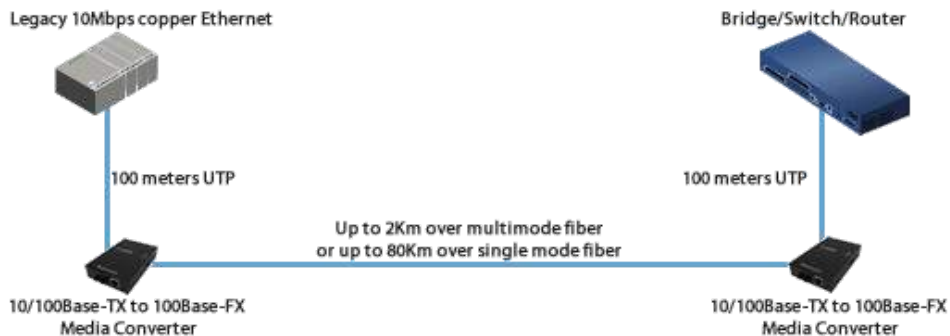 Legacy 10Mbps copper Ethernet
Bridge/Switch/Router
100 meters UTP
100 meters UTP
Up to 2Km over multimode fiber
or up to 80Km over single mode fiber
10/100Base-TX to 100Base-FX
Media Converter
10/100Base-TX to 100Base-FX
Media Converter